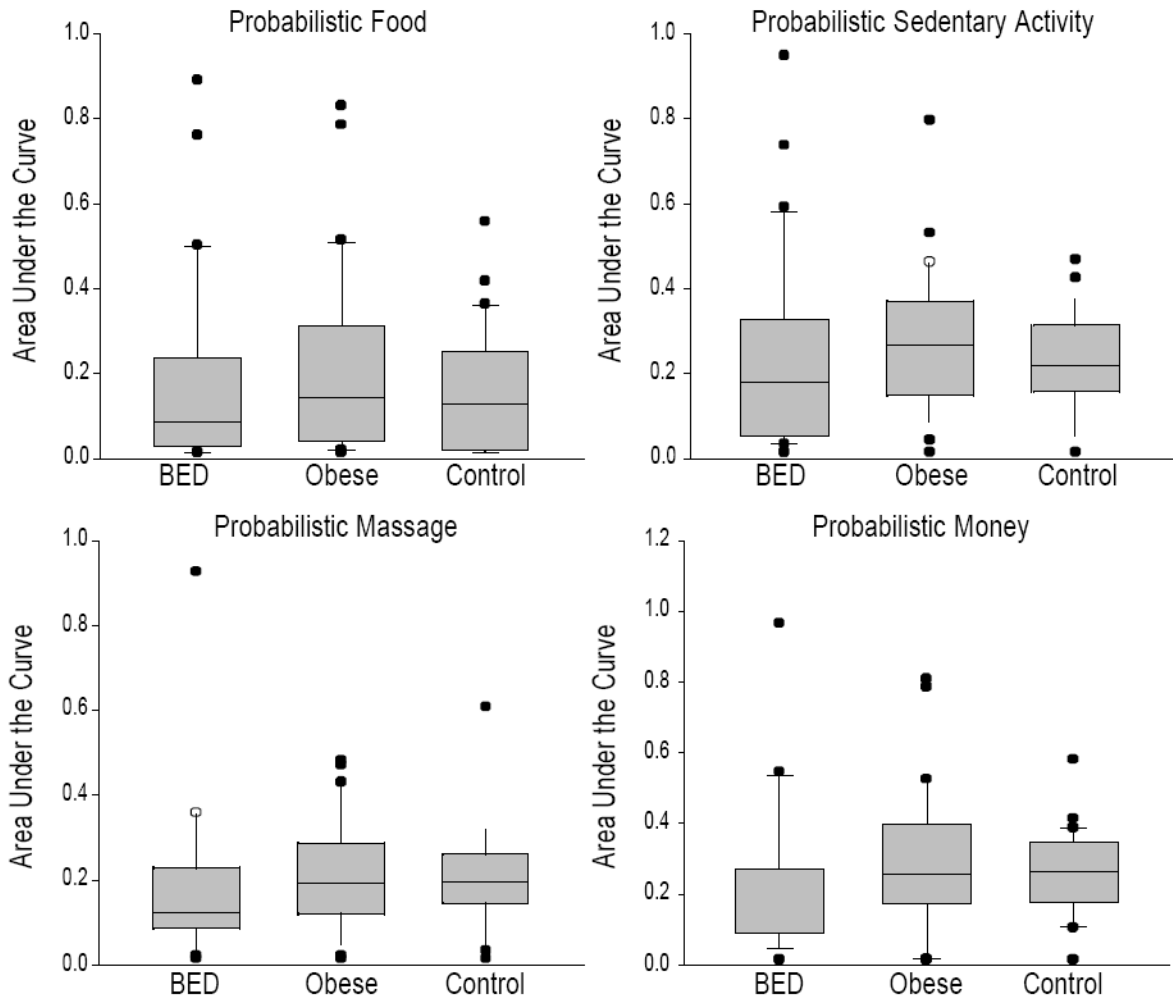 Probabilistic Food
Area Under the Curve
1.0
0.8
0.6
0.4
0.2
0.0
BED Obese Control
Probabilistic Sedentary Activity
Area Under the Curve
1.0
0.8
0.6
0.4
0.2
0.0
BED Obese Control
Probabilistic Massage
Area Under the Curve
1.0
0.8
0.6
0.4
0.2
0.0
BED Obese Control
Probabilistic Money
Area Under the Curve
1.2
1.0
0.8
0.6
0.4
0.2
0.0
BED Obese Control